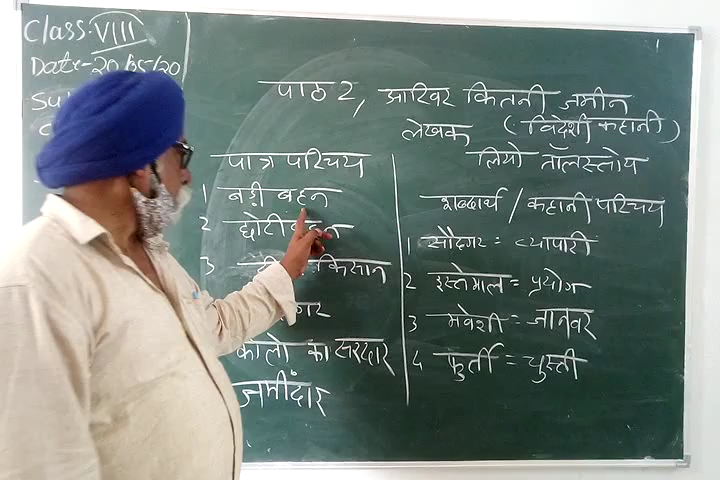 Class: VIII
Date - 20/05/20
पाठ 2, आखिर कितनी जमीन
लेखक (विदेशी कहानी)
लियो तॉलस्तोय
पात्र परिचय
1 बड़ी बहन
2 छोटी बहन
3 किसान
का सरदार
जमींदार
शब्दार्थ / कहानी परिचय
1 सौदागर = व्यापारी
2 इस्तेमाल = प्रयोग
3 मवेशी = जानवर
4 फुर्ती = चुस्ती